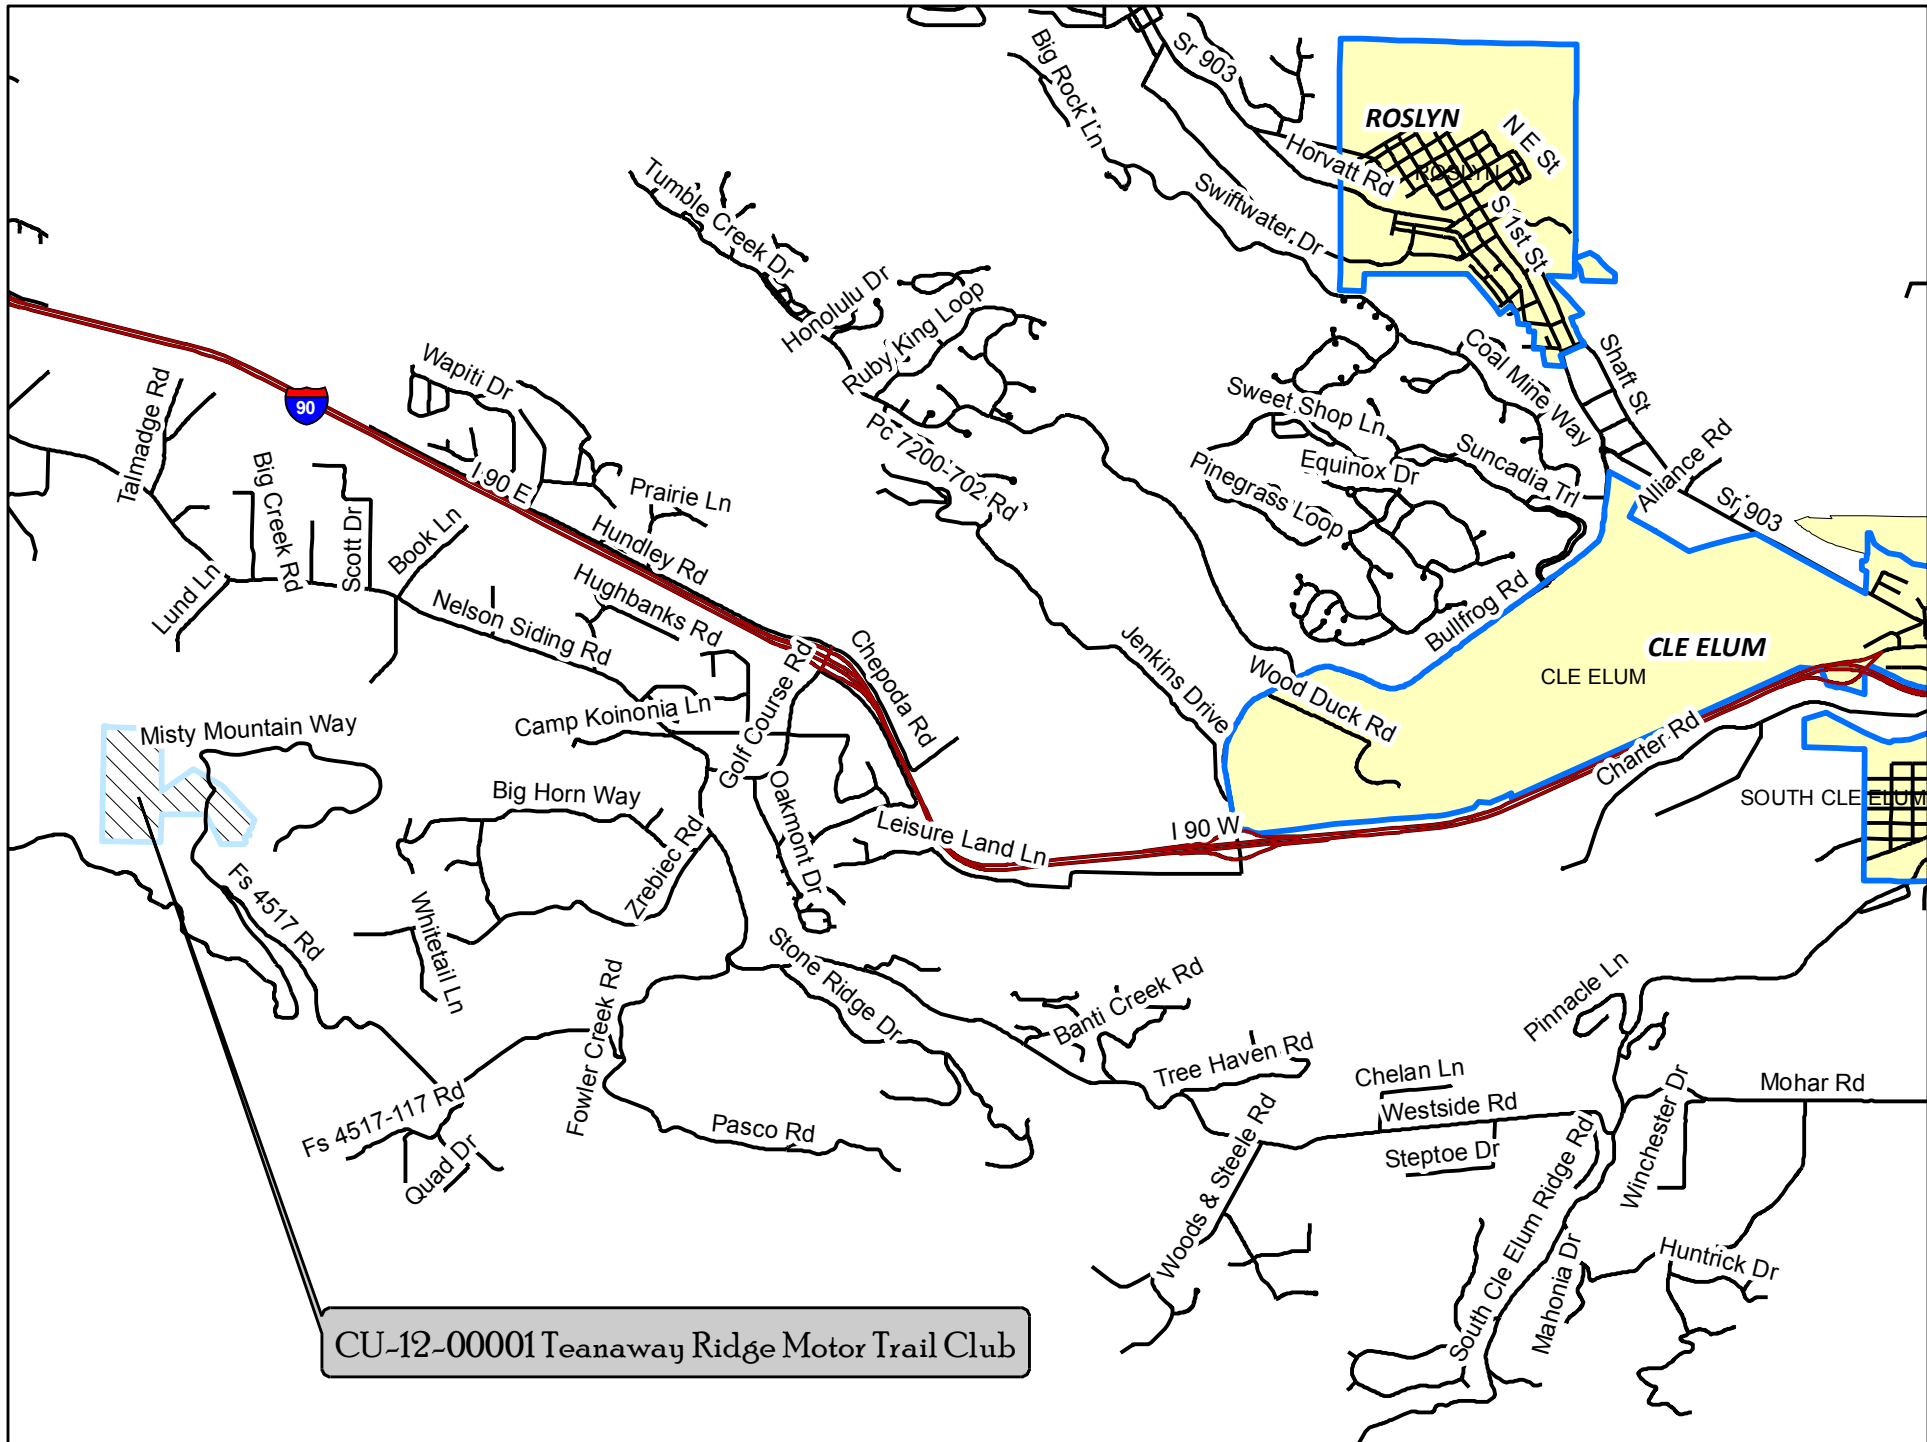 Sr 903
Big Rock Ln
ROSLYN
N E St
Horvatt Rd
ROSLYN
Tumble Creek Dr
Swiftwater Dr
S 1st St
Honolulu Dr
Ruby King Loop
Coal Mine Way
Shaft St
Wapiti Dr
Talmadge Rd
90
Sweet Shop Ln
Pc 7200-702 Rd
Suncadia Trl
Alliance Rd
Equinox Dr
Pinegrass Loop
Sr 903
I 90 E
Prairie Ln
Big Creek Rd
Scott Dr
Book Ln
Hundley Rd
Hughbanks Rd
Lund Ln
Nelson Siding Rd
Bullfrog Rd
Chepoda Rd
Jenkins Drive
CLE ELUM
CLE ELUM
Wood Duck Rd
Golf Course Rd
Camp Koinonia Ln
Misty Mountain Way
Charter Rd
Big Horn Way
Oakmont Dr
SOUTH CLE ELUM
Leisure Land Ln
I 90 W
Zrebiec Rd
Fs 4517 Rd
Whitetail Ln
Stone Ridge Dr
Fowler Creek Rd
Banti Creek Rd
Pinnacle Ln
Tree Haven Rd
Chelan Ln
Mohar Rd
Westside Rd
Winchester Dr
Fs 4517-117 Rd
Pasco Rd
Quad Dr
Steptoe Dr
Woods & Steele Rd
South Cle Elum Ridge Rd
Mahonia Dr
Huntrick Dr
CU-12-00001 Teanaway Ridge Motor Trail Club